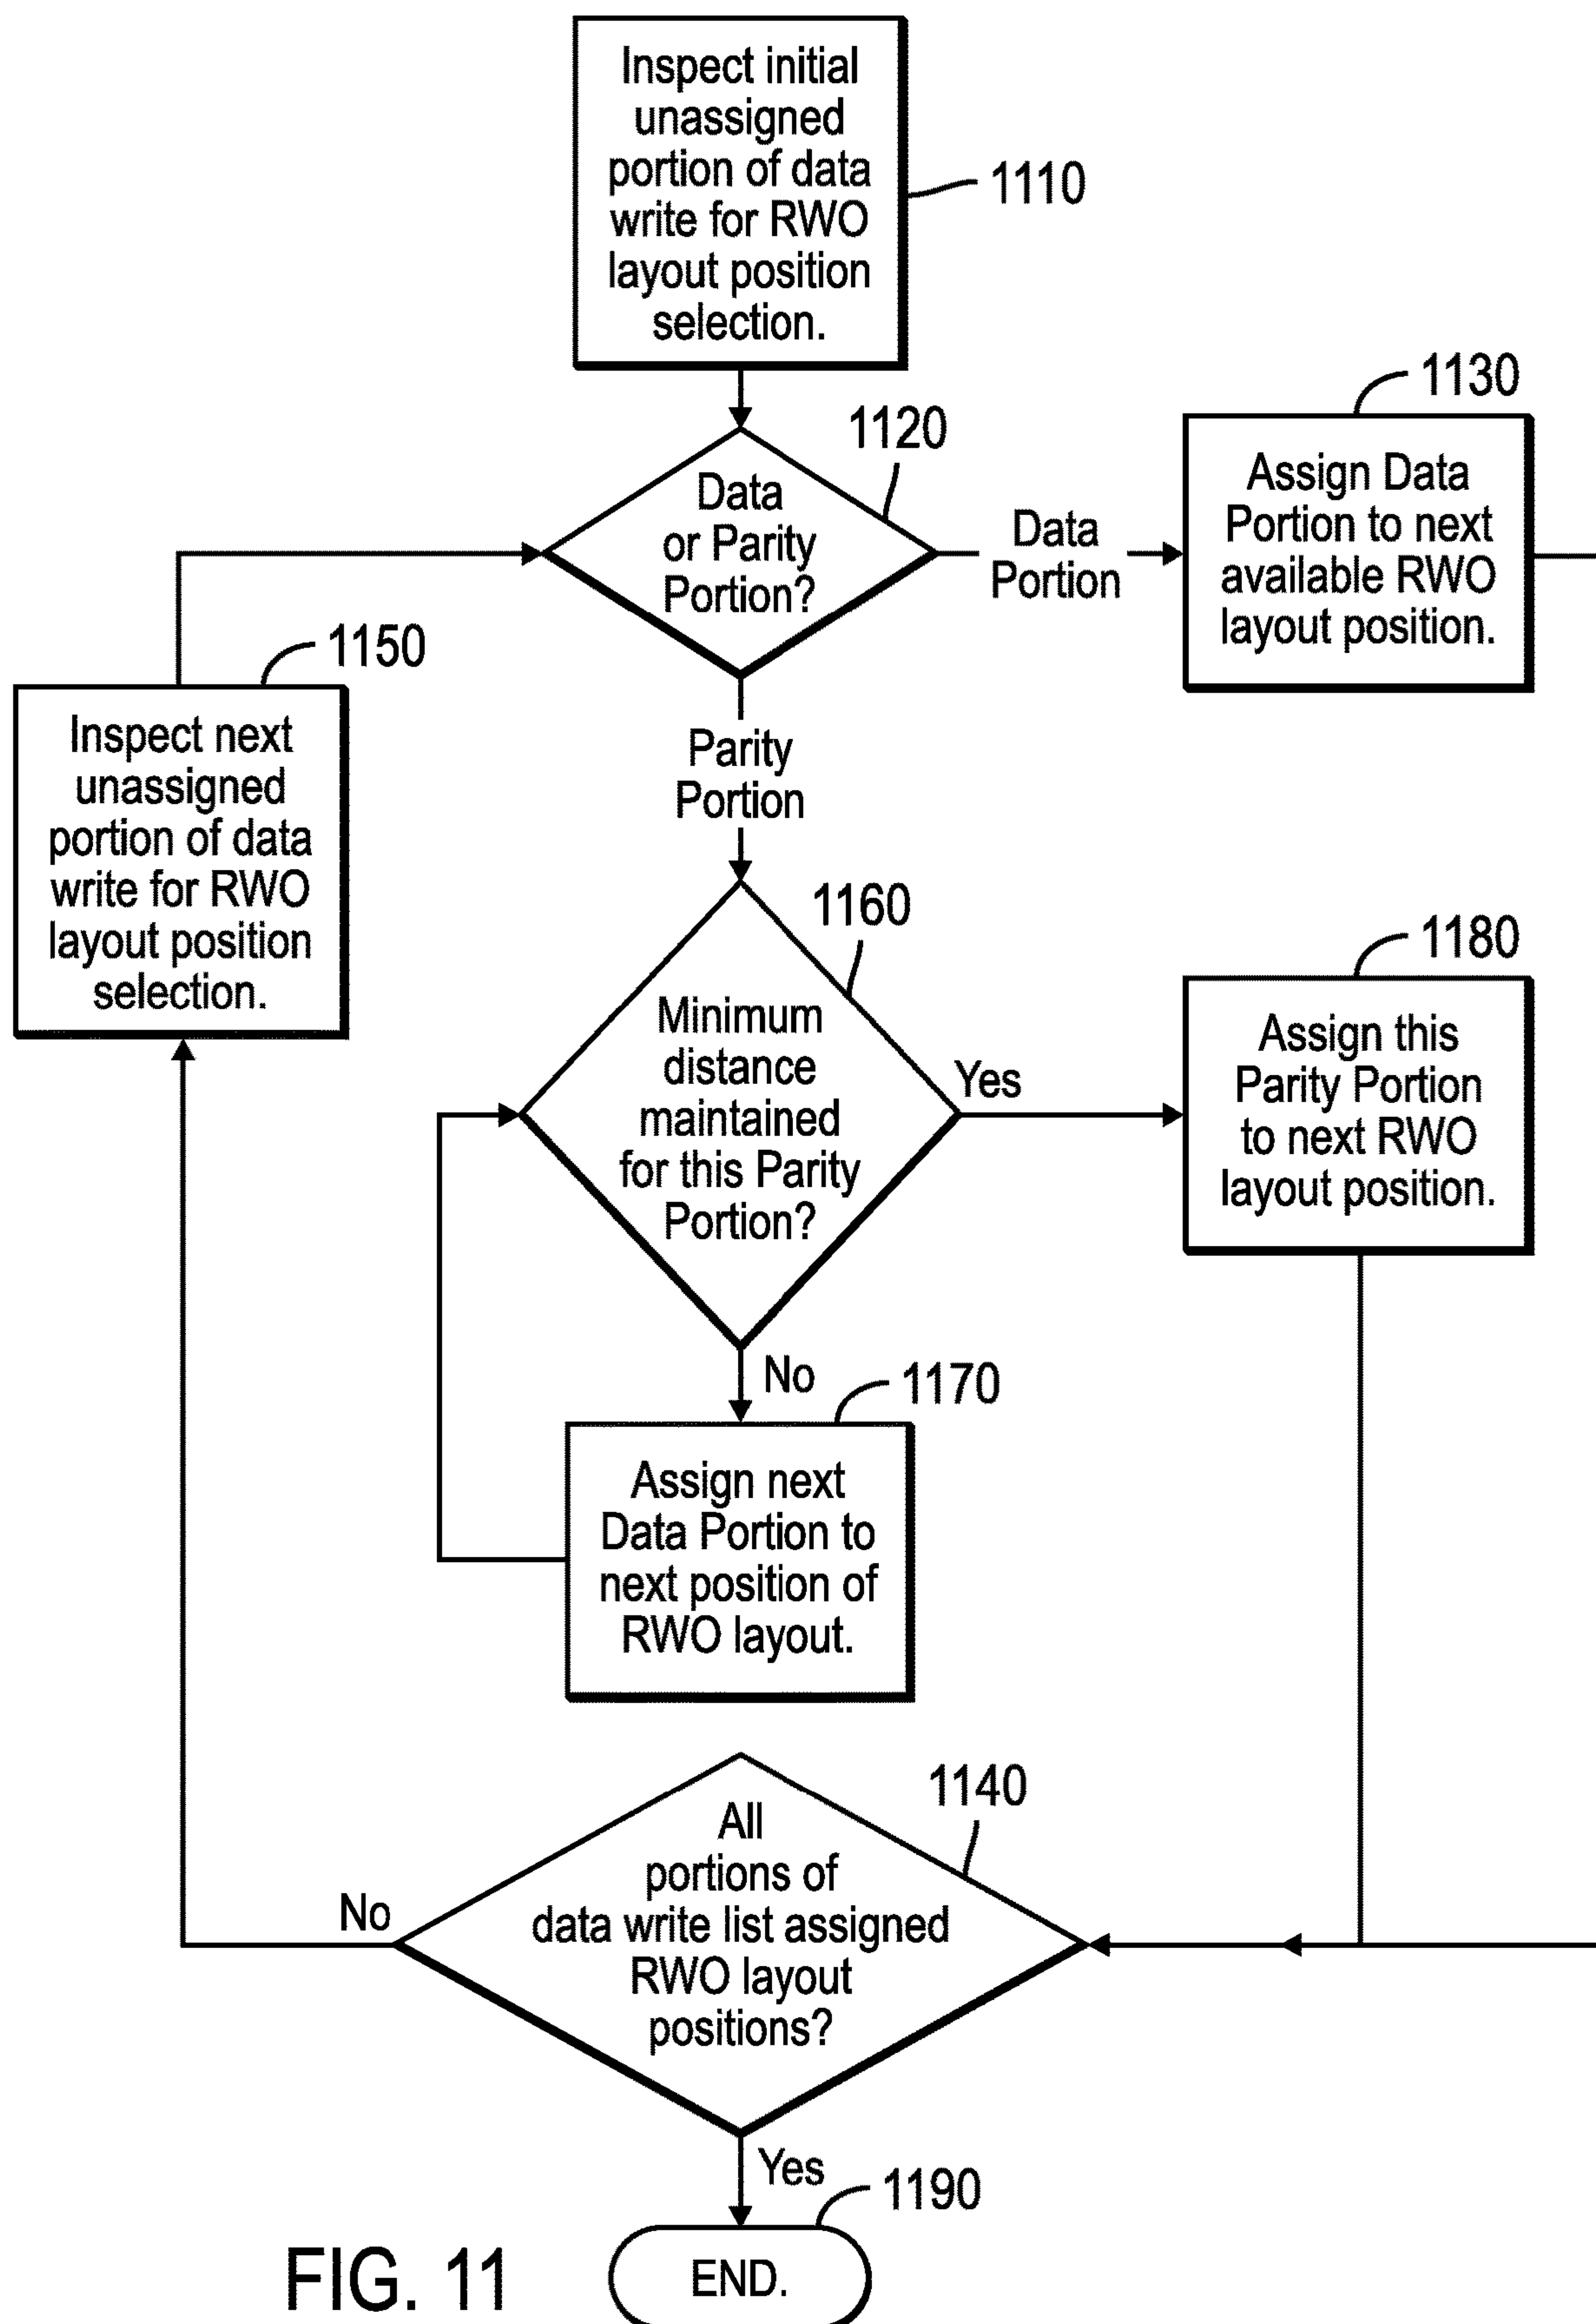 Inspect initial
unassigned
portion of data
write for RWO
layout position
selection.
1110
1120
Data
or Parity
Portion?
Data
Portion
1130
Assign Data
Portion to next
available RWO
layout position.
1150
Inspect next
unassigned
portion of data
write for RWO
layout position
selection.
Parity
Portion
1160
Minimum
distance
maintained
for this Parity
Portion?
Yes
1180
Assign this
Parity Portion
to next RWO
layout position.
No
1170
Assign next
Data Portion to
next position of
RWO layout.
1140
All
portions of
data write list assigned
RWO layout
positions?
No
Yes
1190
END.
FIG. 11